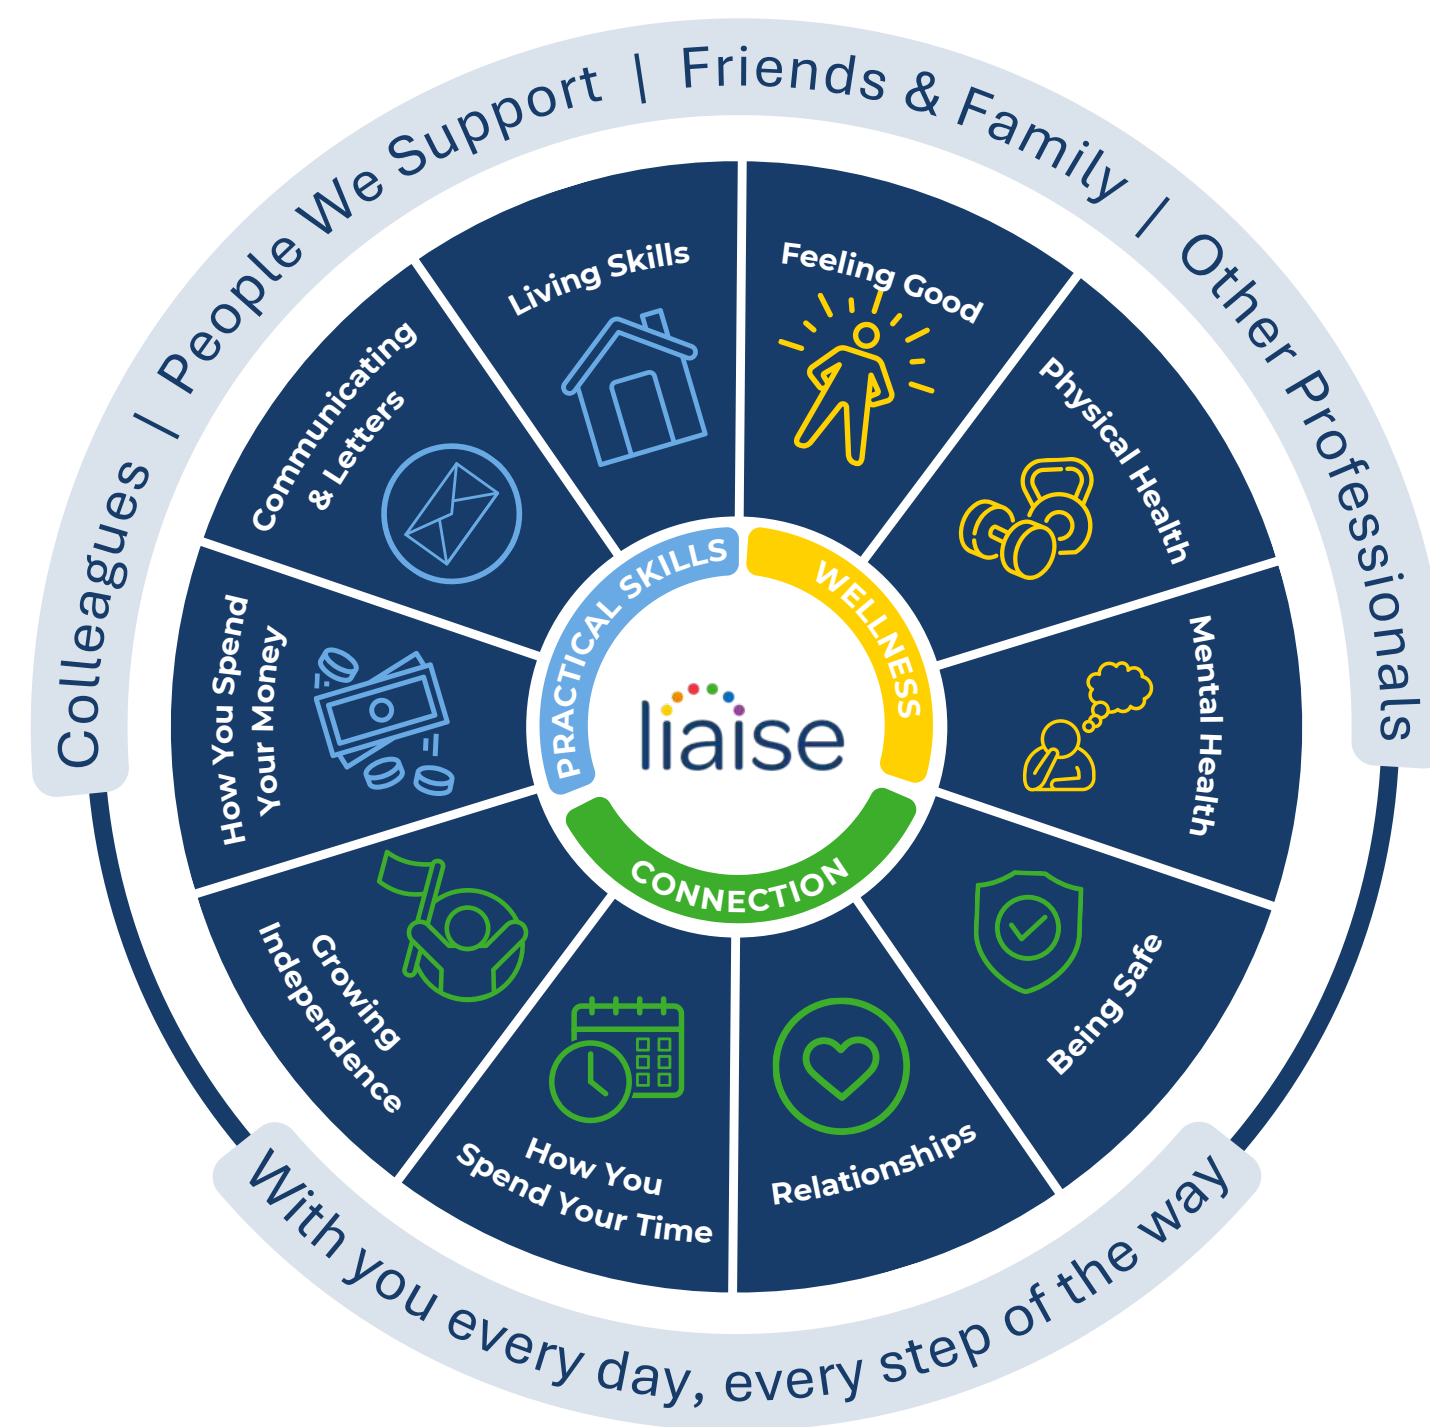 Colleagues | People We Support | Friends & Family | Other Professionals
Living Skills
Feeling Good
Physical Health
Mental Health
Being Safe
Relationships
How You
Spend Your Time
Growing
Independence
How You Spend
Your Money
Communicating
& Letters
PRACTICAL SKILLS
WELLNESS
CONNECTION
liaise
With you every day, every step of the way